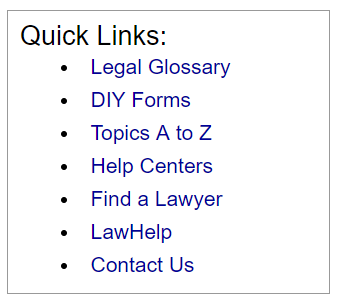 Quick Links:
Legal Glossary
DIY Forms
Topics A to Z
Help Centers
Find a Lawyer
LawHelp
Contact Us